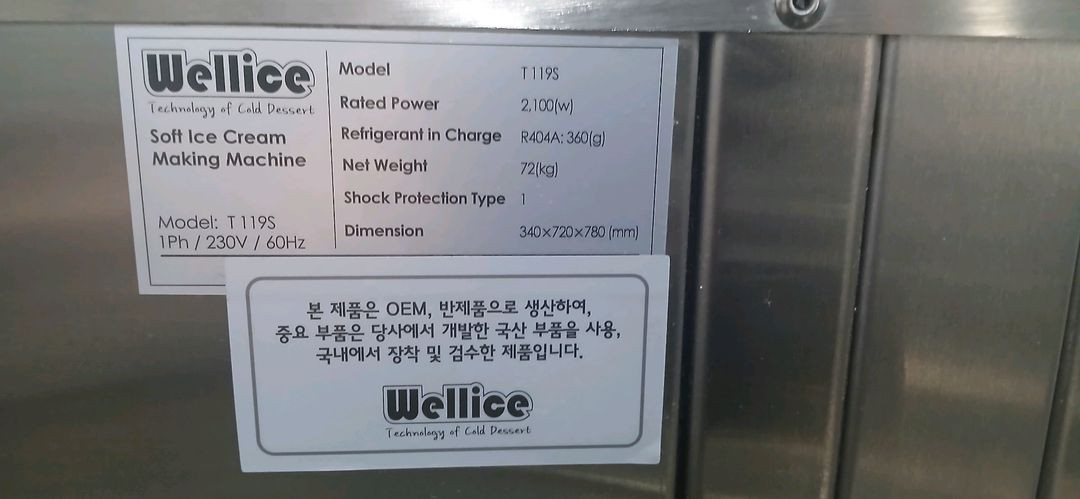 Wellice
Technology of Cold Dessert
Soft Ice Cream
Making Machine
Model: T119S
1Ph / 230V / 60Hz
Model T119S
Rated Power 2,100(w)
Refrigerant in Charge R404A: 360(g)
Net Weight 72(kg)
Shock Protection Type 1
Dimension 340×720×780 (mm)
본 제품은 OEM, 반제품으로 생산하여,
중요 부품은 당사에서 개발한 국산 부품을 사용,
국내에서 장착 및 검수한 제품입니다.
Wellice
Technology of Cold Dessert